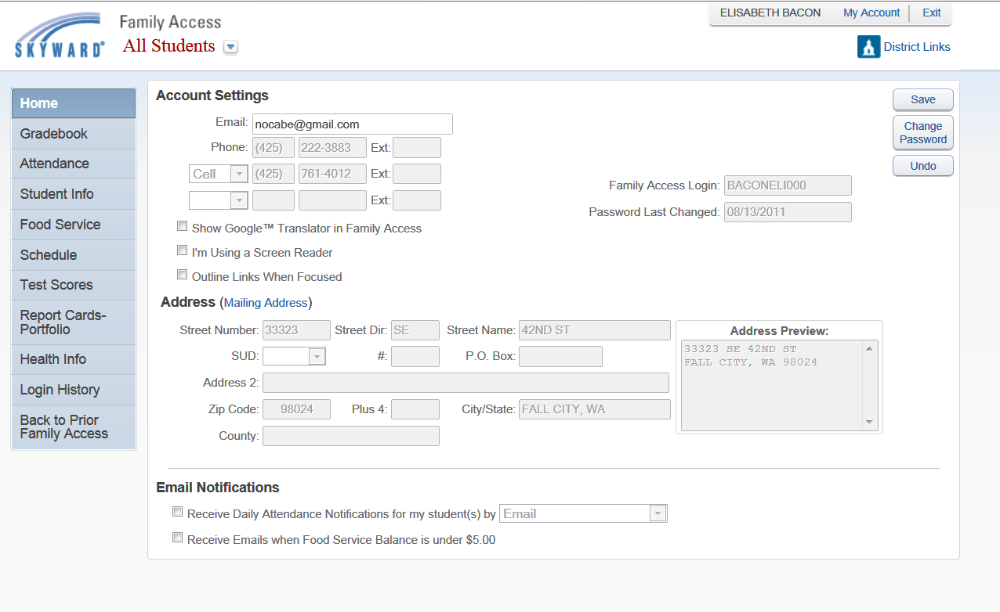 SKYWARD®
Family Access
All Students
ELISABETH BACON My Account Exit
District Links
Home
Gradebook
Attendance
Student Info
Food Service
Schedule
Test Scores
Report Cards-
Portfolio
Health Info
Login History
Back to Prior
Family Access
Account Settings
Save
Change
Password
Undo
Email: nocabe@gmail.com
Phone: (425) 222-3883 Ext:
Cell (425) 761-4012 Ext:
Ext:
Family Access Login: BACONELI000
Password Last Changed: 08/13/2011
Show Google™ Translator in Family Access
I'm Using a Screen Reader
Outline Links When Focused
Address (Mailing Address)
Street Number: 33323 Street Dir: SE Street Name: 42ND ST
SUD: #: P.O. Box:
Address 2:
Zip Code: 98024 Plus 4: City/State: FALL CITY, WA
County:
Address Preview:
33323 SE 42ND ST
FALL CITY, WA 98024
Email Notifications
Receive Daily Attendance Notifications for my student(s) by Email
Receive Emails when Food Service Balance is under $5.00